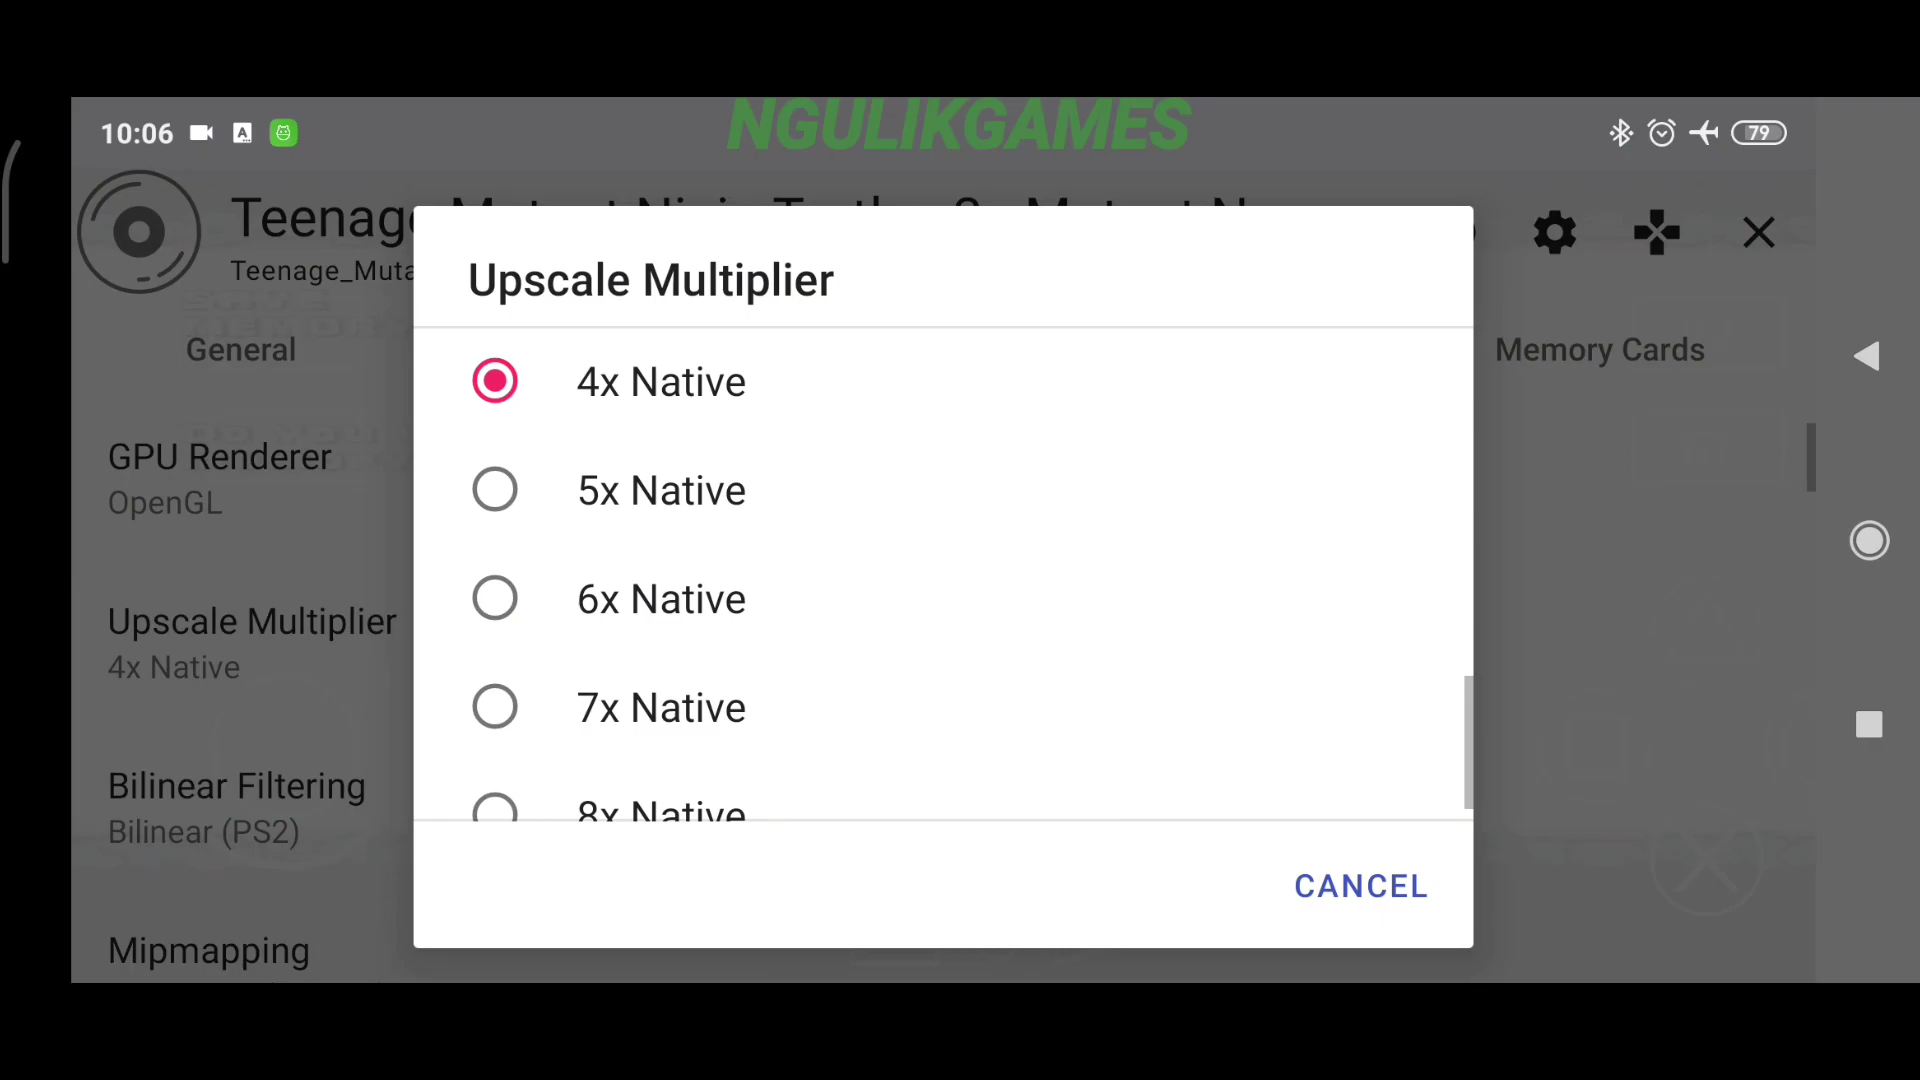 NGULIKGAMES
10:06
79
Teenage
Teenage_Muta
General
Memory Cards
Upscale Multiplier
4x Native
5x Native
6x Native
7x Native
8x Native
CANCEL
GPU Renderer
OpenGL
Upscale Multiplier
4x Native
Bilinear Filtering
Bilinear (PS2)
Mipmapping